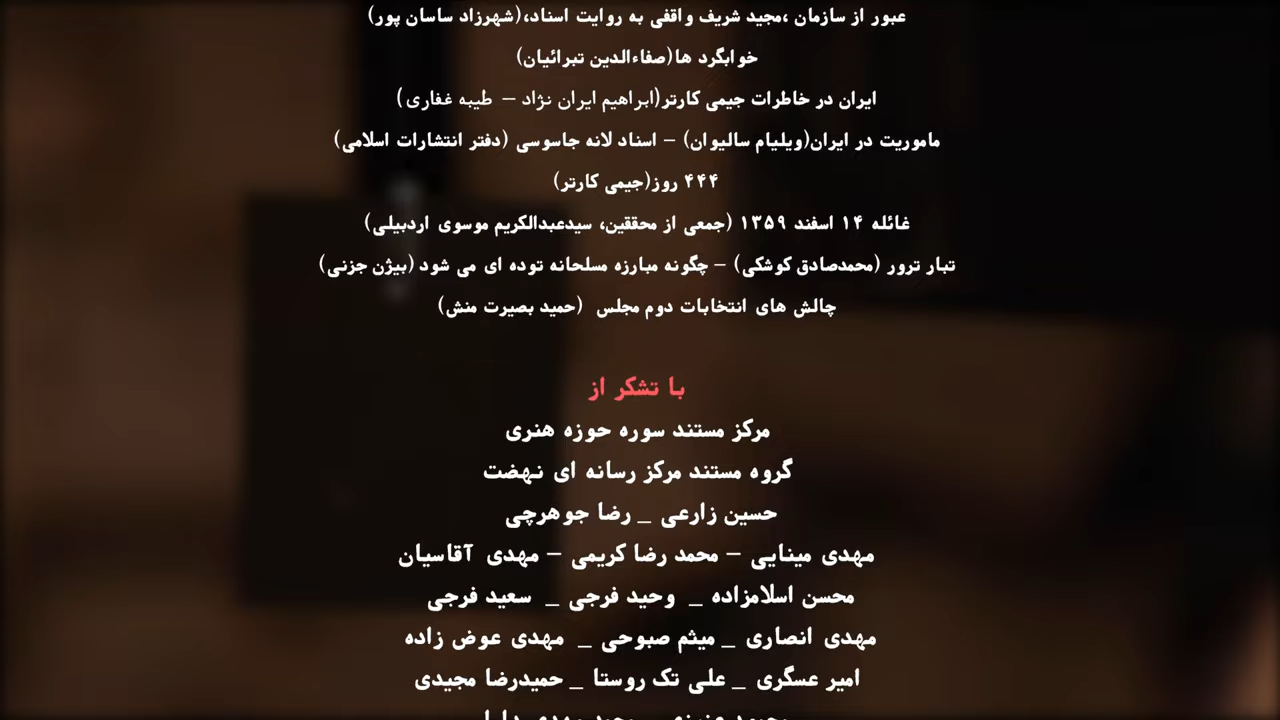 عبور از سازمان ،مجید شریف واقفی به روایت اسناد،(شهرزاد ساسان پور)
خوابگرد ها(صفاءالدین تبرائیان)
ایران در خاطرات جیمی کارتر(ابراهیم ایران نژاد – طیبه غفاری)
ماموریت در ایران(ویلیام سالیوان) – اسناد لانه جاسوسی (دفتر انتشارات اسلامی)
۴۴۴ روز(جیمی کارتر)
غائله ۱۴ اسفند ۱۳۵۹ (جمعی از محققین، سیدعبدالکریم موسوی اردبیلی)
تبار ترور (محمدصادق کوشکی) – چگونه مبارزه مسلحانه توده ای می شود (بیژن جزنی)
چالش های انتخابات دوم مجلس (حمید بصیرت منش)
با تشکر از
مرکز مستند سوره حوزه هنری
گروه مستند مرکز رسانه ای نهضت
حسین زارعی _ رضا جوهرچی
مهدی مینایی – محمد رضا کریمی – مهدی آقاسیان
محسن اسلامزاده _ وحید فرجی _ سعید فرجی
مهدی انصاری _ میثم صبوحی _ مهدی عوض زاده
امیر عسگری _ علی تک روستا _ حمیدرضا مجیدی